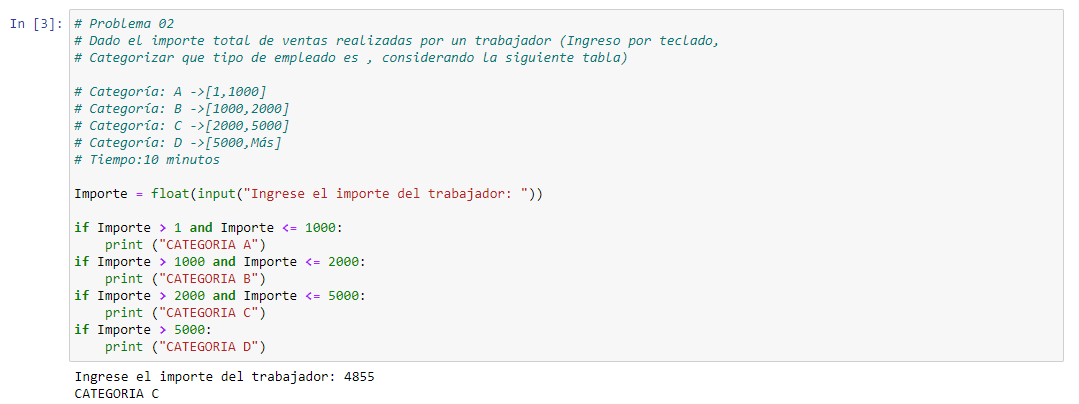 In [3]: # Problema 02
# Dado el importe total de ventas realizadas por un trabajador (Ingreso por teclado,
# Categorizar que tipo de empleado es , considerando la siguiente tabla)
# Categoría: A ->[1,1000]
# Categoría: B ->[1000,2000]
# Categoría: C ->[2000,5000]
# Categoría: D ->[5000,Más]
# Tiempo:10 minutos
Importe = float(input("Ingrese el importe del trabajador: "))
if Importe > 1 and Importe <= 1000:
    print ("CATEGORIA A")
if Importe > 1000 and Importe <= 2000:
    print ("CATEGORIA B")
if Importe > 2000 and Importe <= 5000:
    print ("CATEGORIA C")
if Importe > 5000:
    print ("CATEGORIA D")
Ingrese el importe del trabajador: 4855
CATEGORIA C